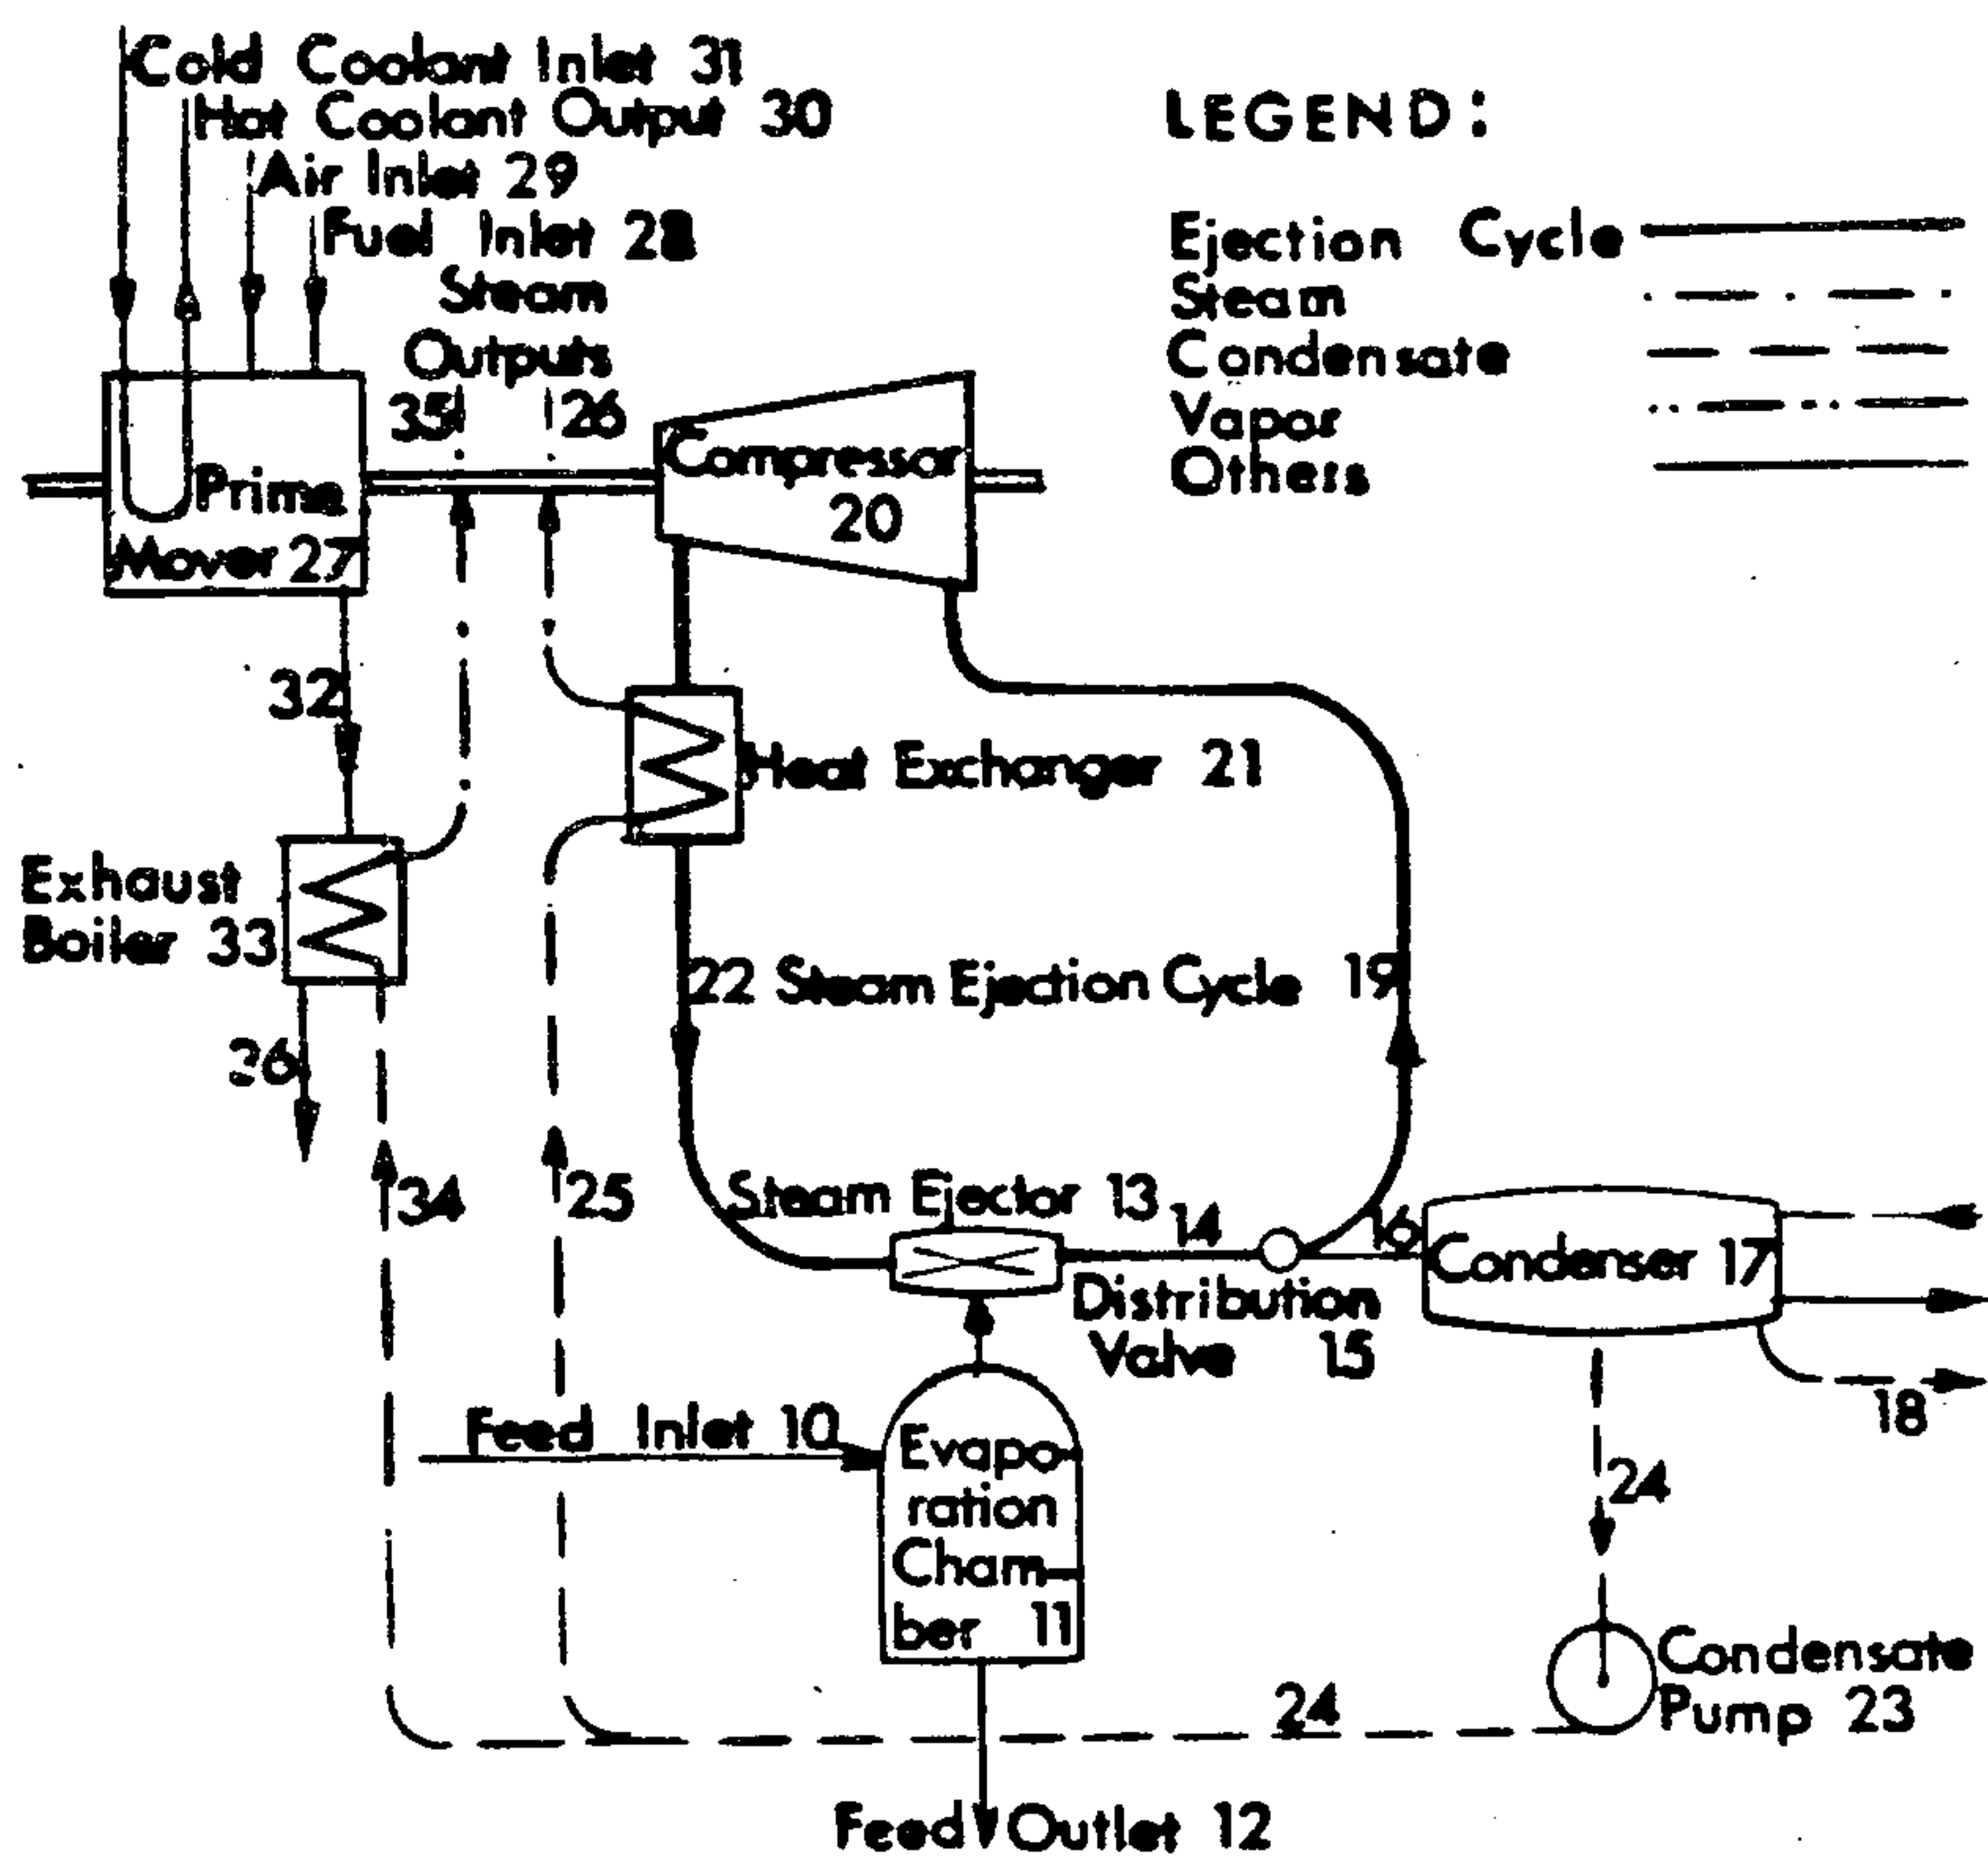 Cold Coolant Inlet 31
Hot Coolant Output 30
Air Inlet 29
Fuel Inlet 28
Steam
Outputs
35
26
LEGEND:
Ejection Cycle
Steam
Condensate
Vapor
Others
Prime
Mover 27
Compressor
20
32
Heat Exchanger 21
Exhaust
Boiler 33
22 Steam Ejection Cycle 19
36
34
25
Steam Ejector 13
14
16
Condenser 17
Distribution
Valve 15
18
Feed Inlet 10
Evapo-
ration
Cham-
ber 11
24
Condensate
Pump 23
24
Feed Outlet 12